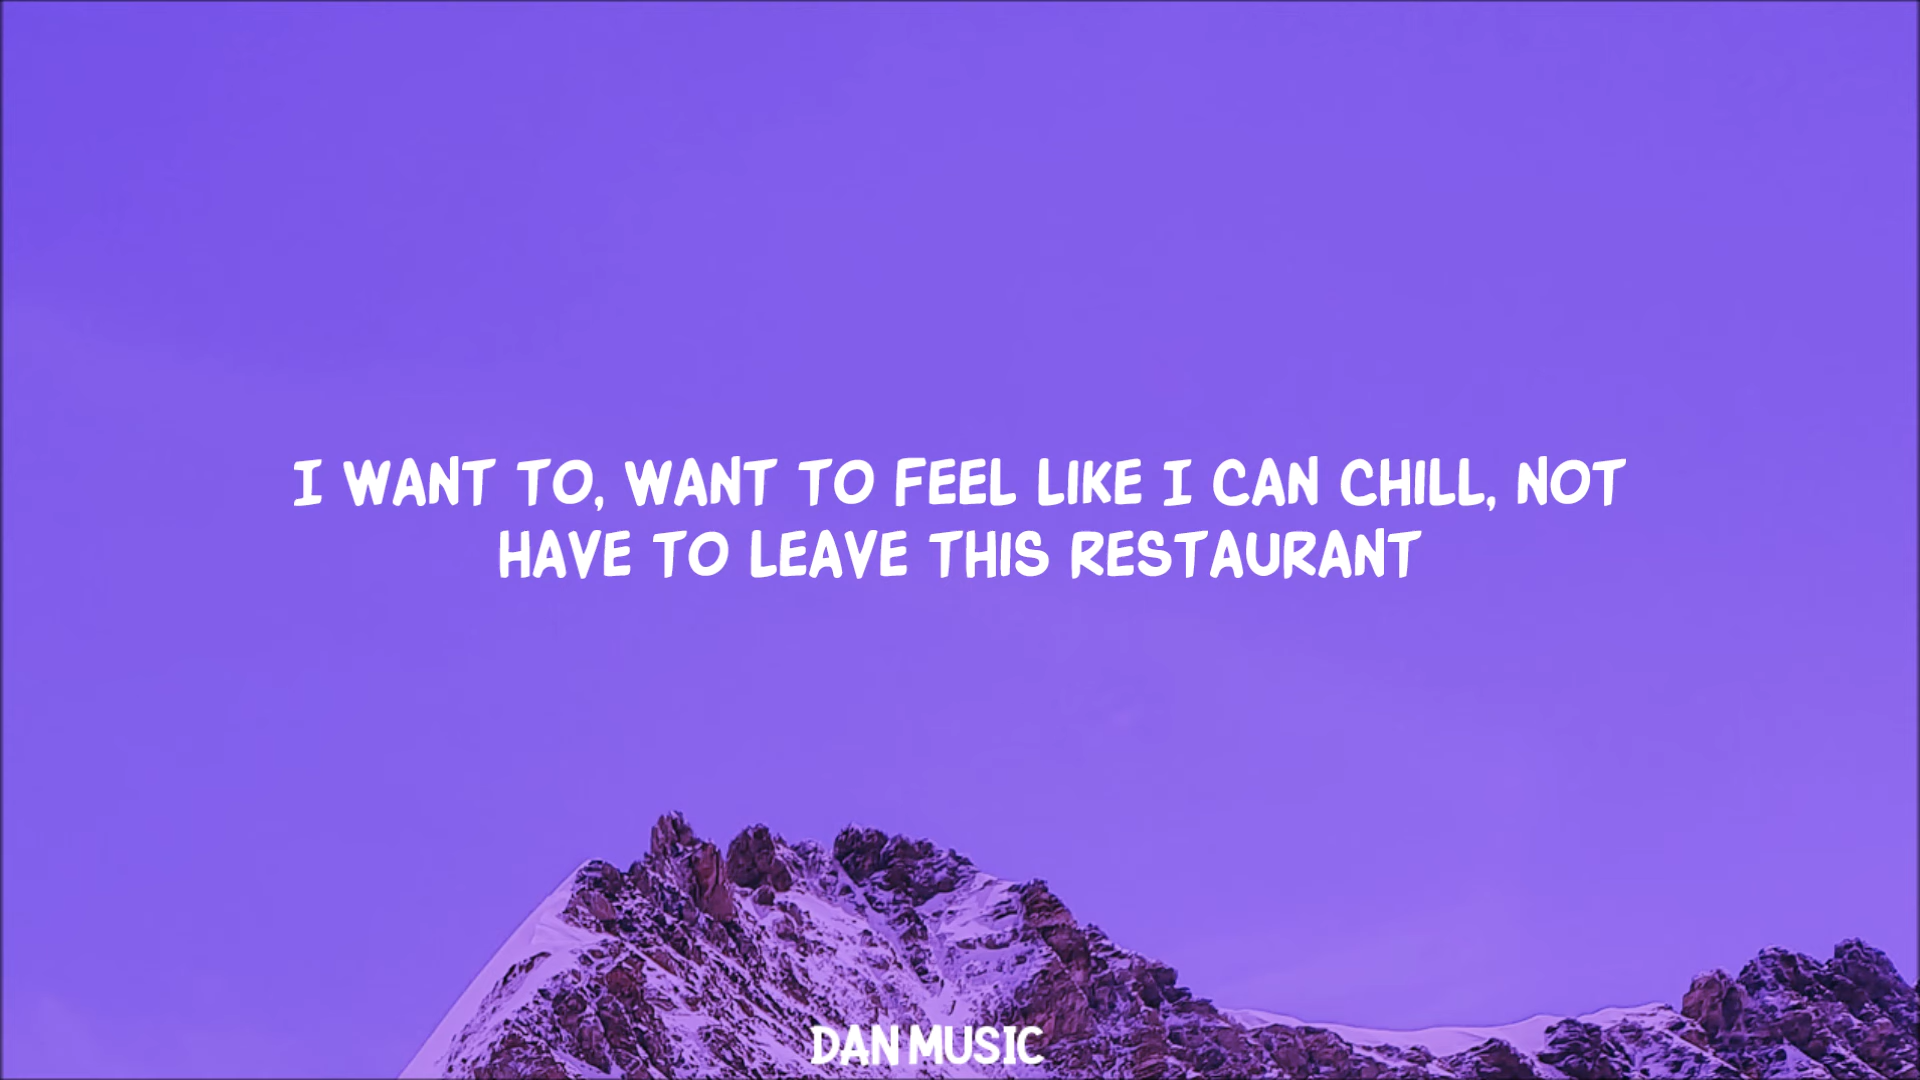 I WANT TO, WANT TO FEEL LIKE I CAN CHILL, NOT
HAVE TO LEAVE THIS RESTAURANT
DAN MUSIC